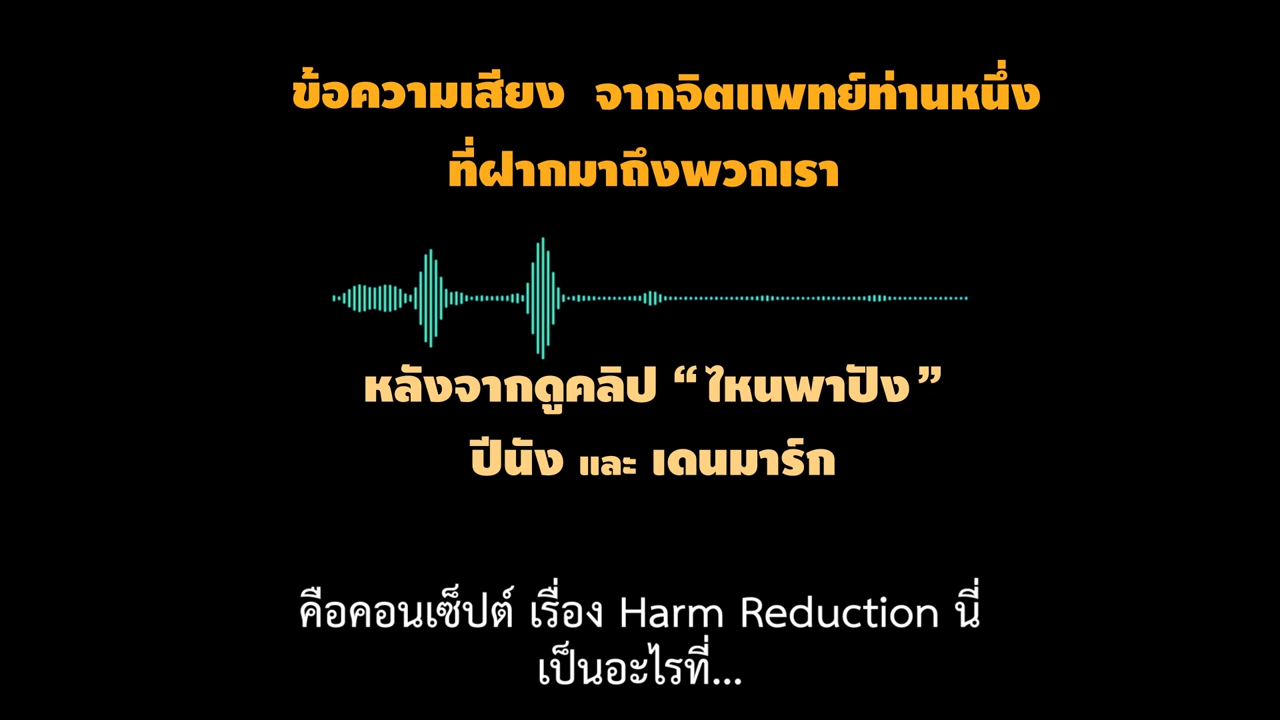 ข้อความเสียง จากจิตแพทย์ท่านหนึ่ง
ที่ฝากมาถึงพวกเรา
หลังจากดูคลิป “ไหนพาปัง”
ปีนัง และ เดนมาร์ก
คือคอนเซ็ปต์ เรื่อง Harm Reduction นี่
เป็นอะไรที่...